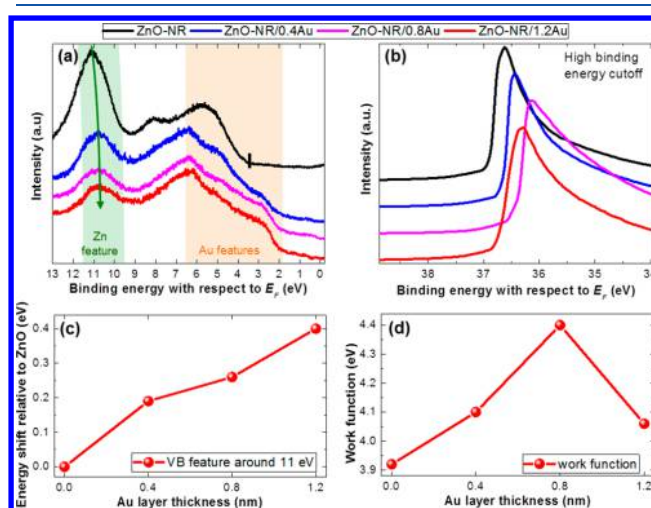 ZnO-NR ZnO-NR/0.4Au ZnO-NR/0.8Au ZnO-NR/1.2Au
(a)
Intensity (a.u)
Zn
feature
Au features
13 12 11 10 9 8 7 6 5 4 3 2 1 0
Binding energy with respect to EF (eV)
(b)
High binding
energy cutoff
Intensity (a.u.)
38 37 36 35 34
Binding energy with respect to EF (eV)
(c)
Energy shift relative to ZnO (eV)
0.4
0.3
0.2
0.1
0.0
VB feature around 11 eV
0.0 0.4 0.8 1.2
Au layer thickness (nm)
(d)
Work function (eV)
4.4
4.3
4.2
4.1
4.0
3.9
work function
0.0 0.4 0.8 1.2
Au layer thickness (nm)